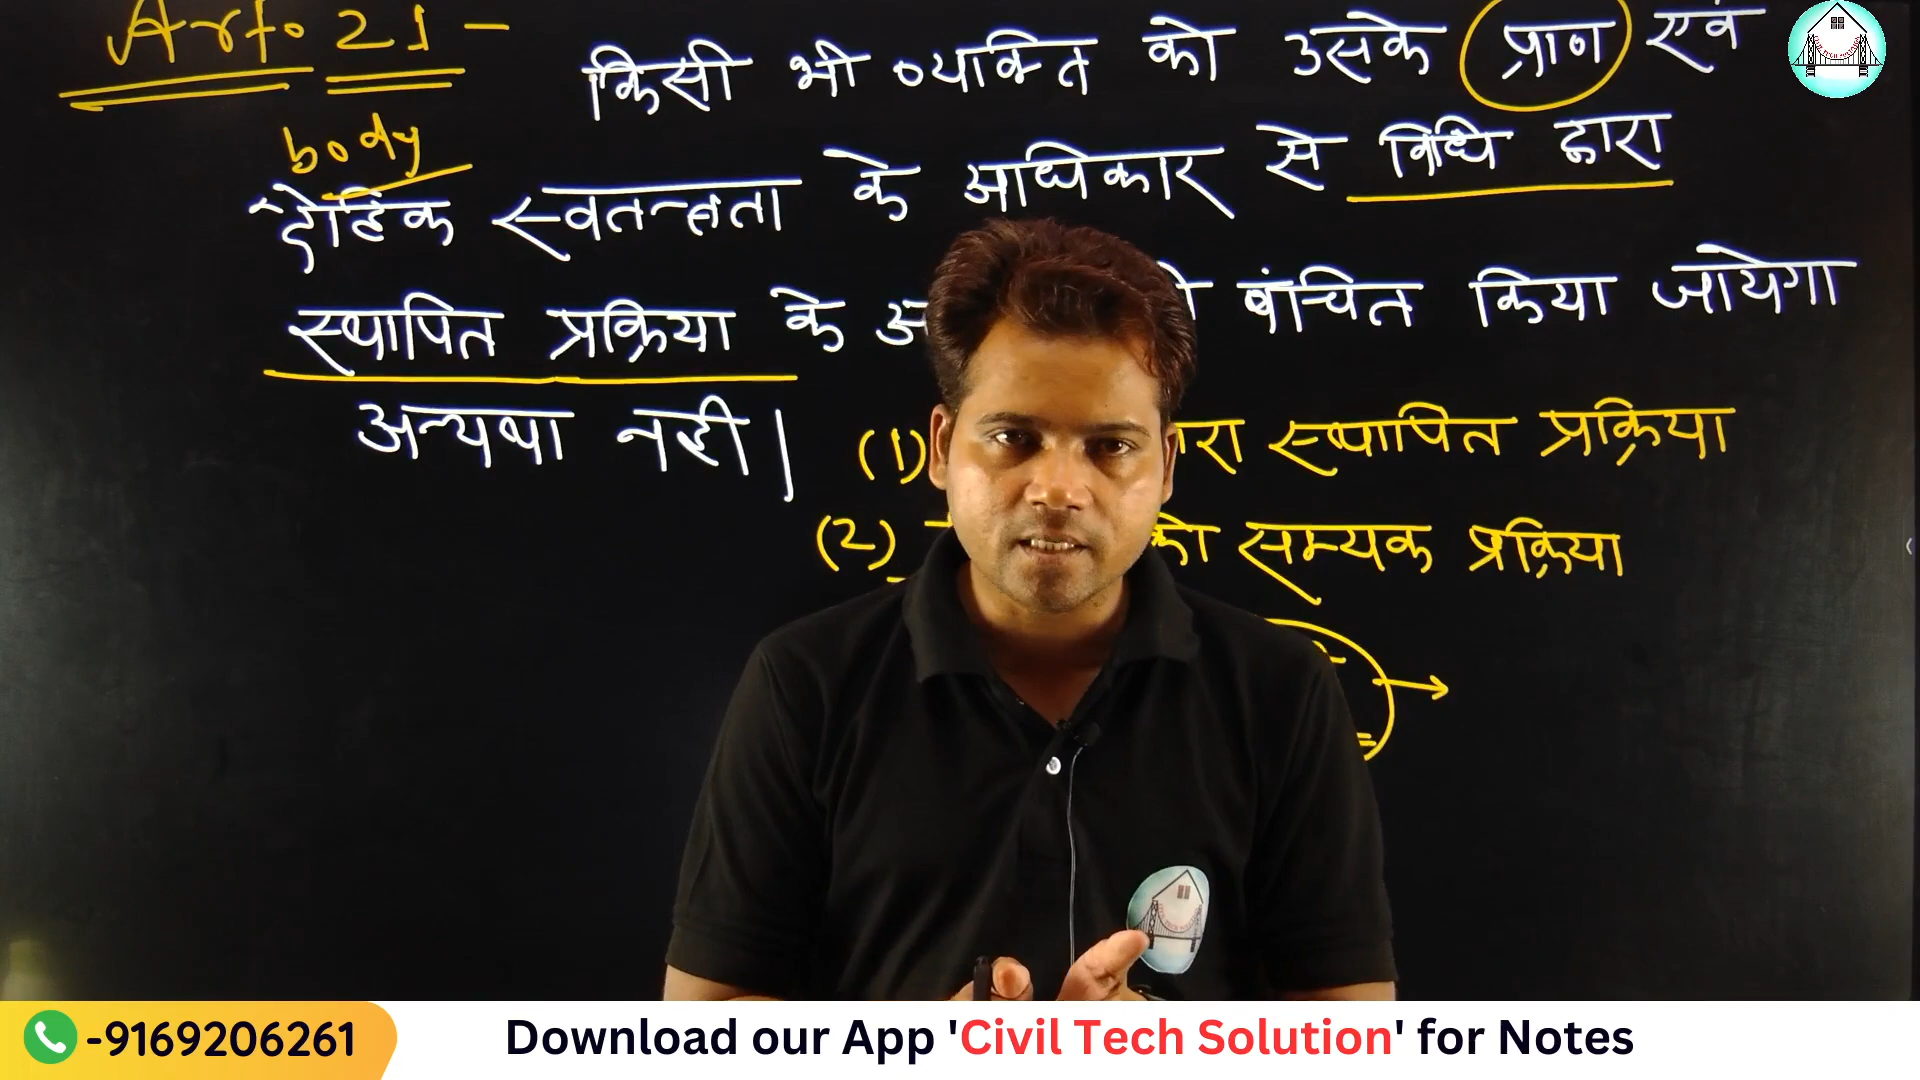 Art. 21 -
किसी भी व्यक्ति को उसके प्राण एवं
body
दैहिक स्वतन्त्रता के अधिकार से विधि द्वारा
स्थापित प्रक्रिया के वंचित किया जायेगा
अन्यथा नही।
(1) स्थापित प्रक्रिया
(2) की सम्यक प्रक्रिया
-9169206261
Download our App 'Civil Tech Solution' for Notes